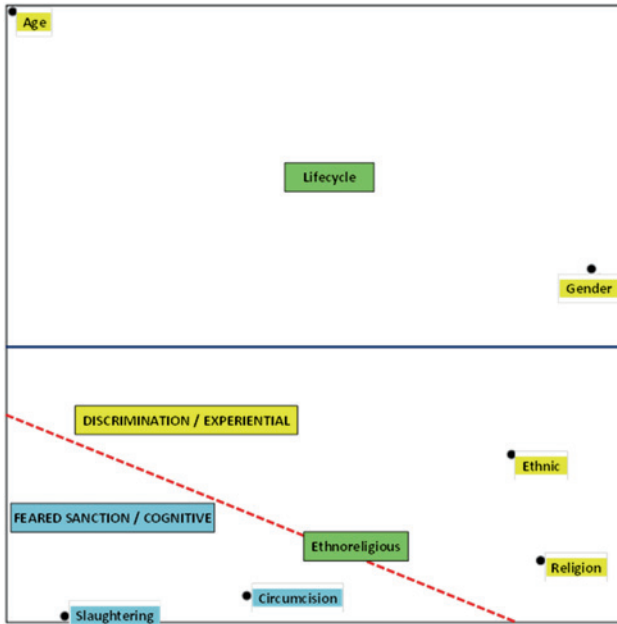 Age
Lifecycle
Gender
DISCRIMINATION / EXPERIENTIAL
Ethnic
FEARED SANCTION / COGNITIVE
Ethnoreligious
Religion
Circumcision
Slaughtering